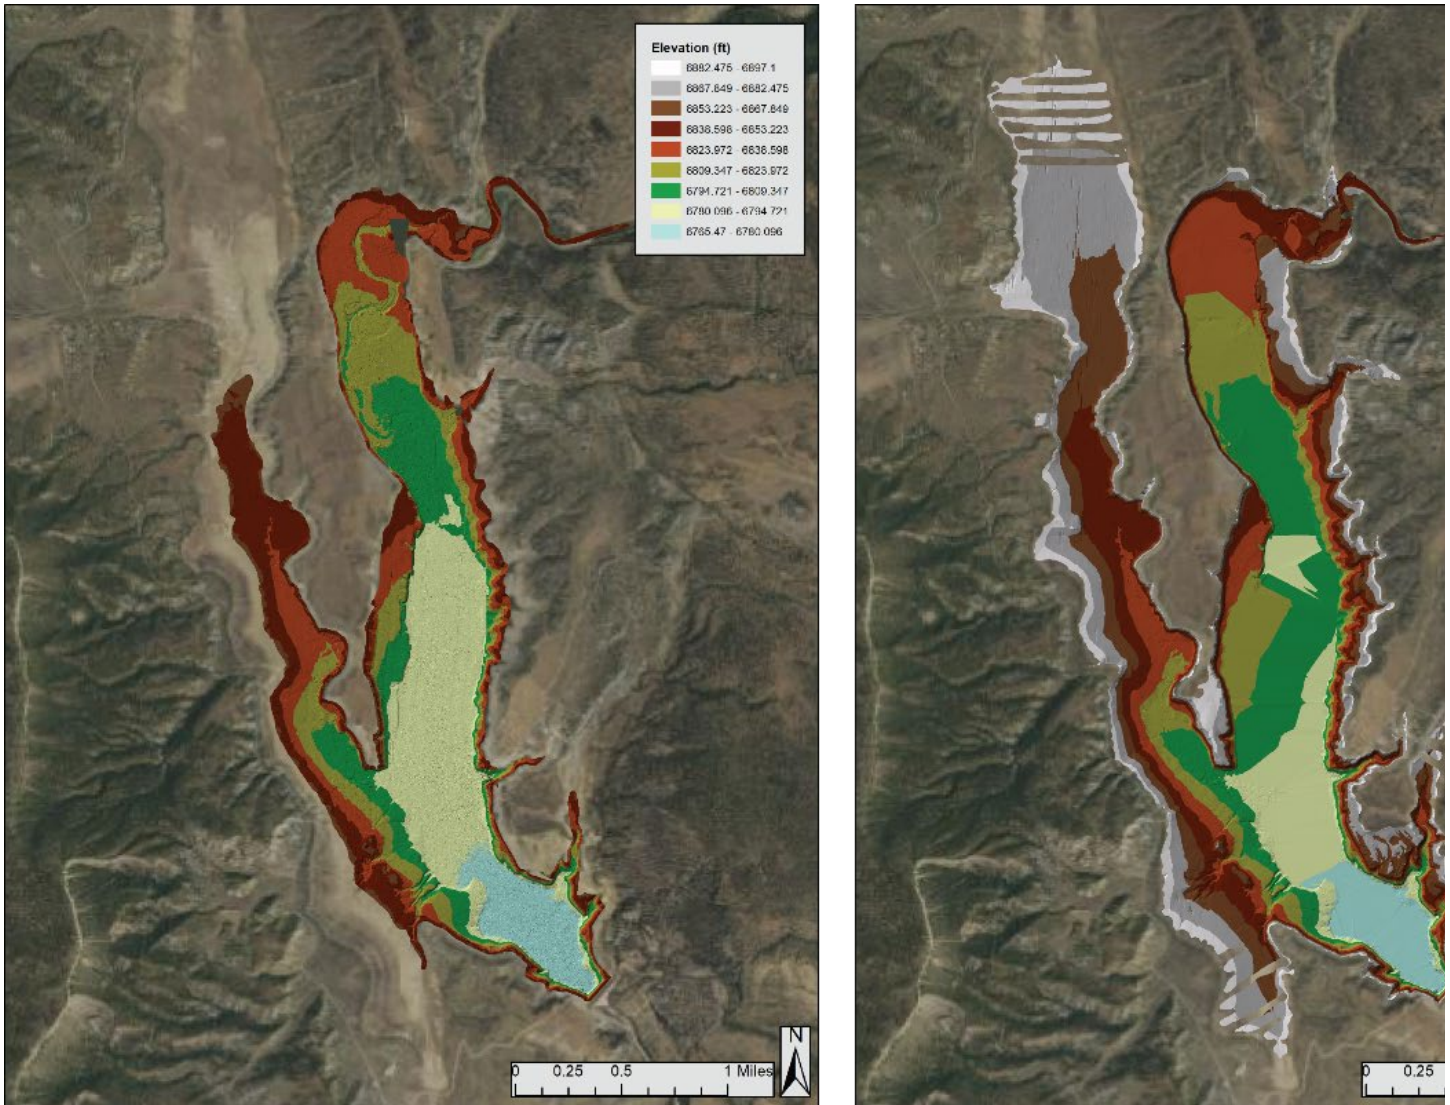 Elevation (ft)
6882.475 - 6897.1
6867.849 - 6882.475
6853.223 - 6867.849
6838.598 - 6853.223
6823.972 - 6838.598
6809.347 - 6823.972
6794.721 - 6809.347
6780.096 - 6794.721
6765.47 - 6780.096
N
0 0.25 0.5 1 Miles
0 0.25